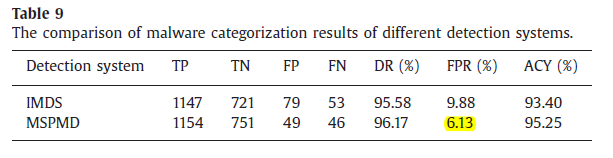 Table 9
The comparison of malware categorization results of different detection systems.
Detection system TP TN FP FN DR (%) FPR (%) ACY (%)
IMDS 1147 721 79 53 95.58 9.88 93.40
MSPMD 1154 751 49 46 96.17 6.13 95.25